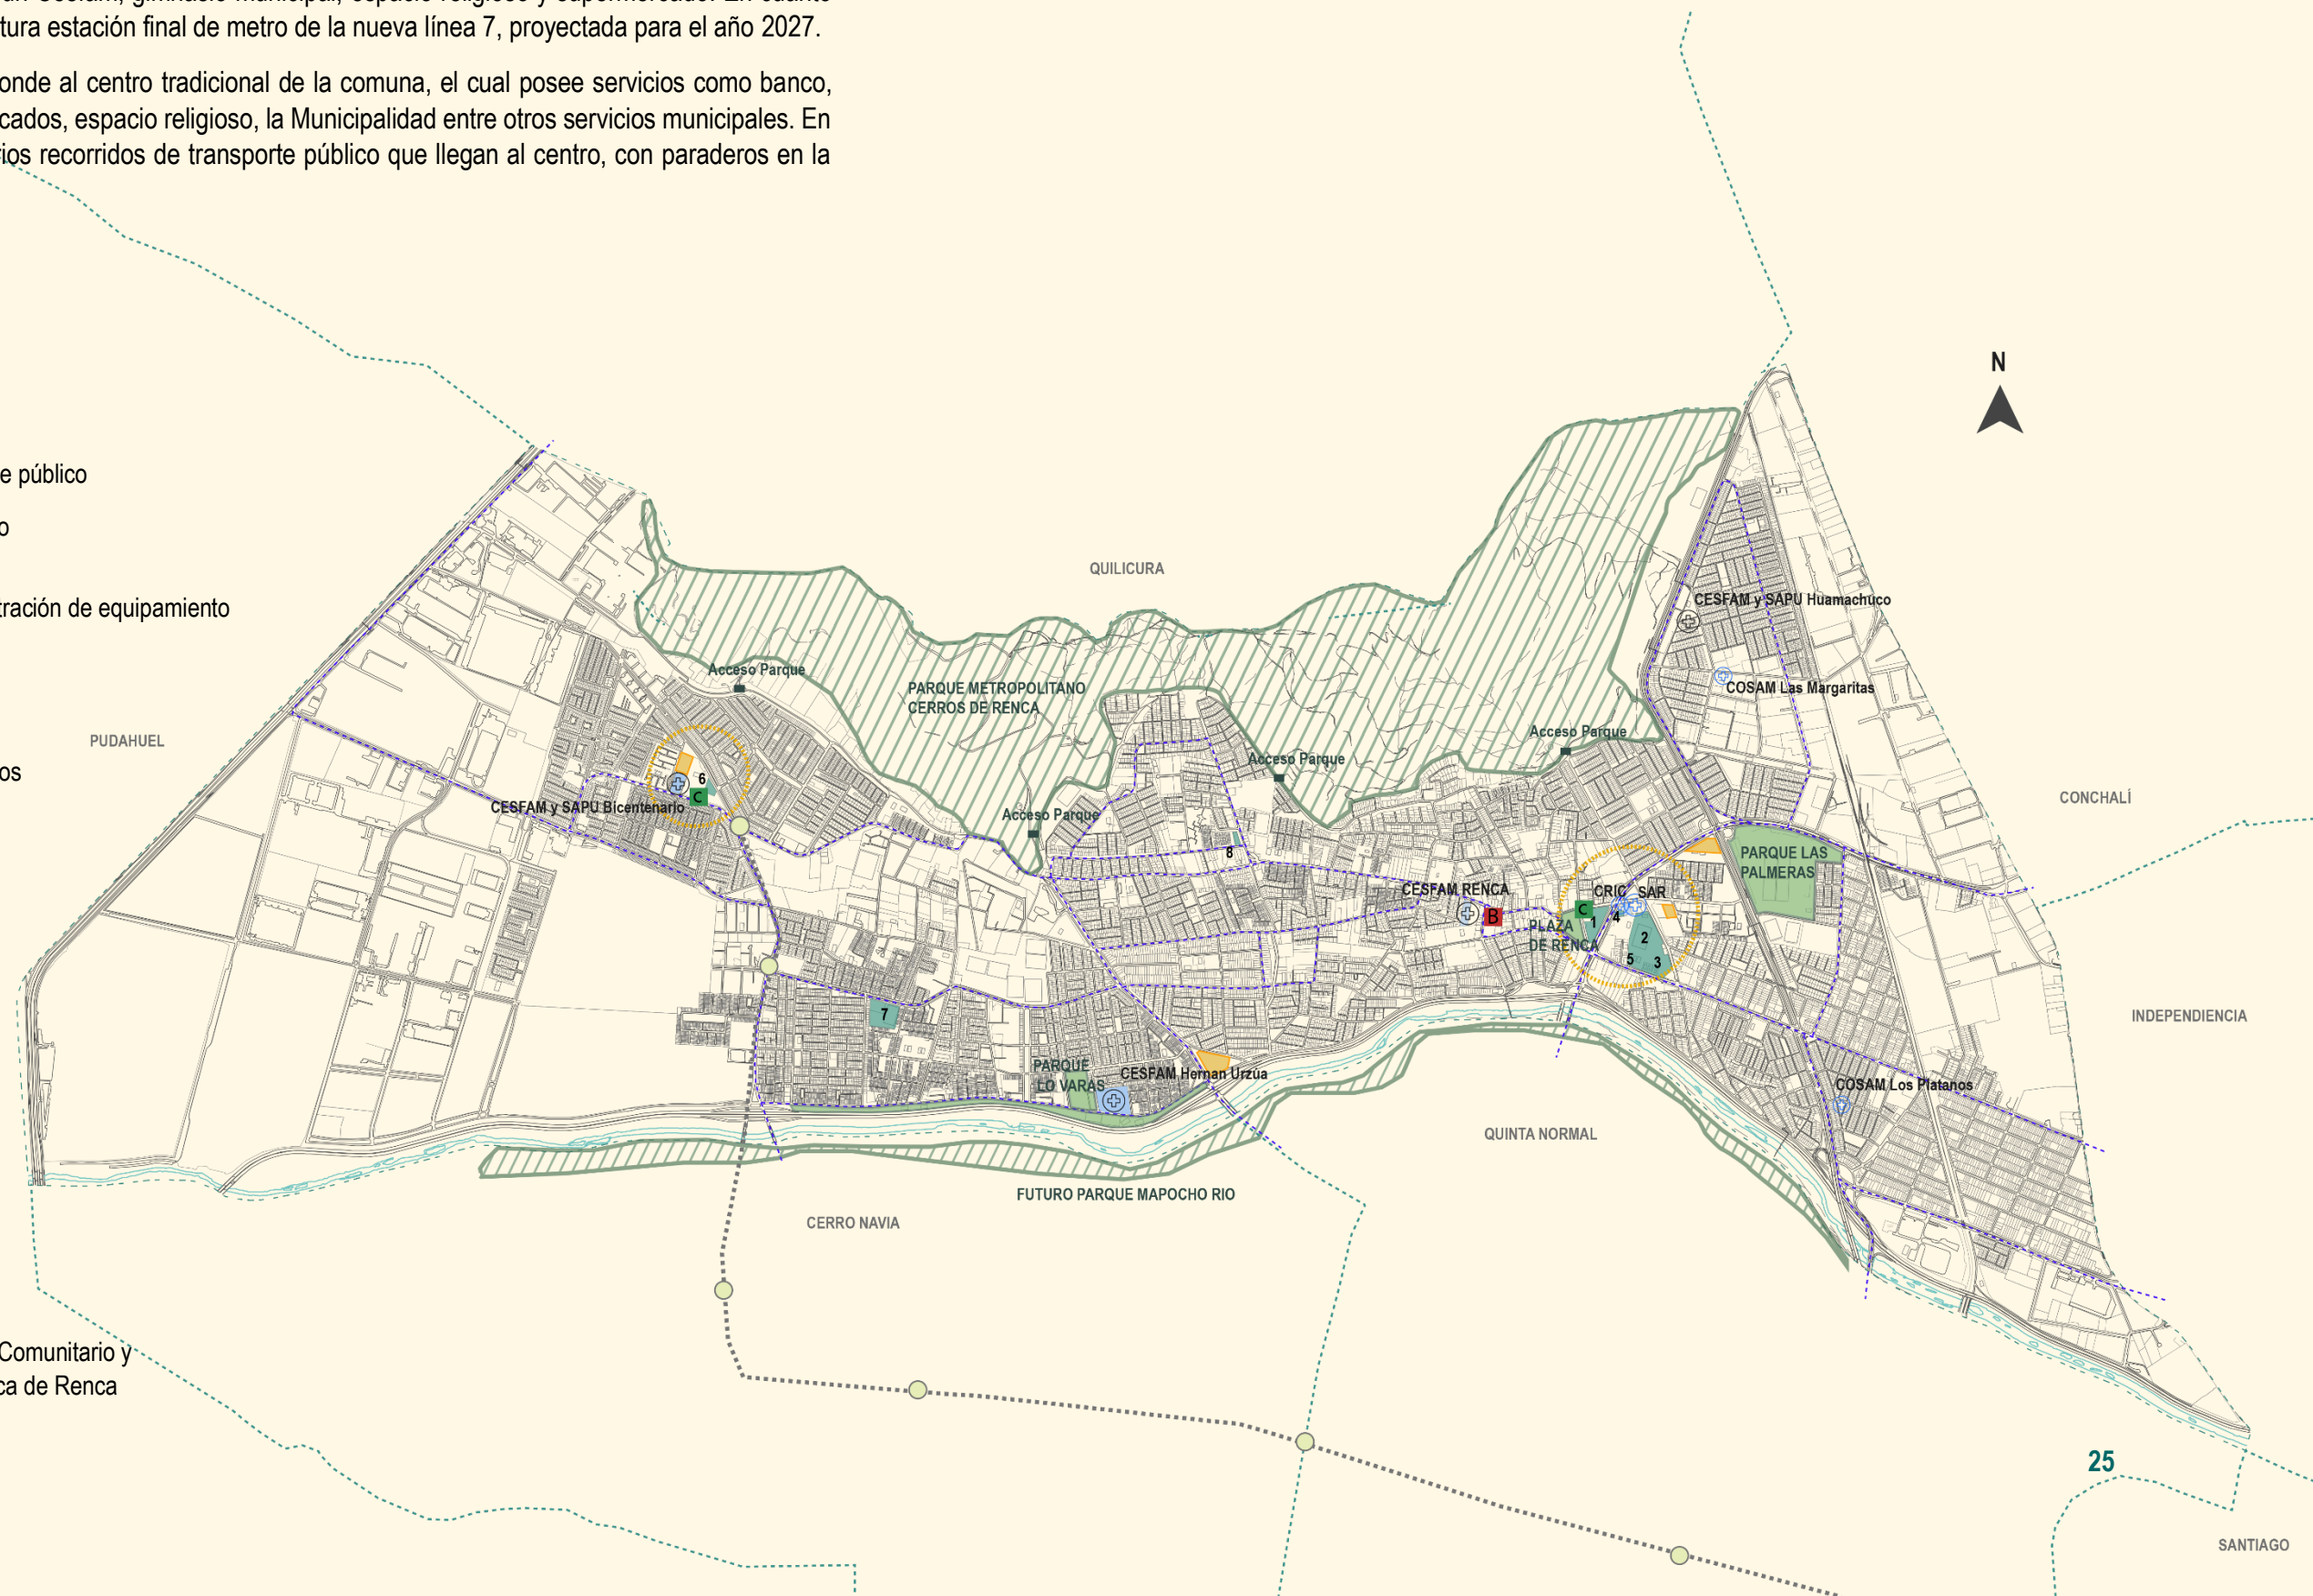 tura estación final de metro de la nueva línea 7, proyectada para el año 2027.
onde al centro tradicional de la comuna, el cual posee servicios como banco,
cados, espacio religioso, la Municipalidad entre otros servicios municipales. En
rios recorridos de transporte público que llegan al centro, con paraderos en la
N
e público
o
tración de equipamiento
os
QUILICURA
CESFAM y SAPU Huamachuco
Acceso Parque
PARQUE METROPOLITANO
CERROS DE RENCA
COSAM Las Margaritas
PUDAHUEL
Acceso Parque
Acceso Parque
6
C
CESFAM y SAPU Bicentenario
CONCHALÍ
Acceso Parque
8
PARQUE LAS
PALMERAS
CESFAM RENCA
CRIC
SAR
B
C
1
4
PLAZA
DE RENCA
2
5
3
7
INDEPENDIENCIA
PARQUE
LO VARAS
CESFAM Hernan Urzúa
COSAM Los Platanos
QUINTA NORMAL
FUTURO PARQUE MAPOCHO RIO
CERRO NAVIA
Comunitario y
ca de Renca
25
SANTIAGO